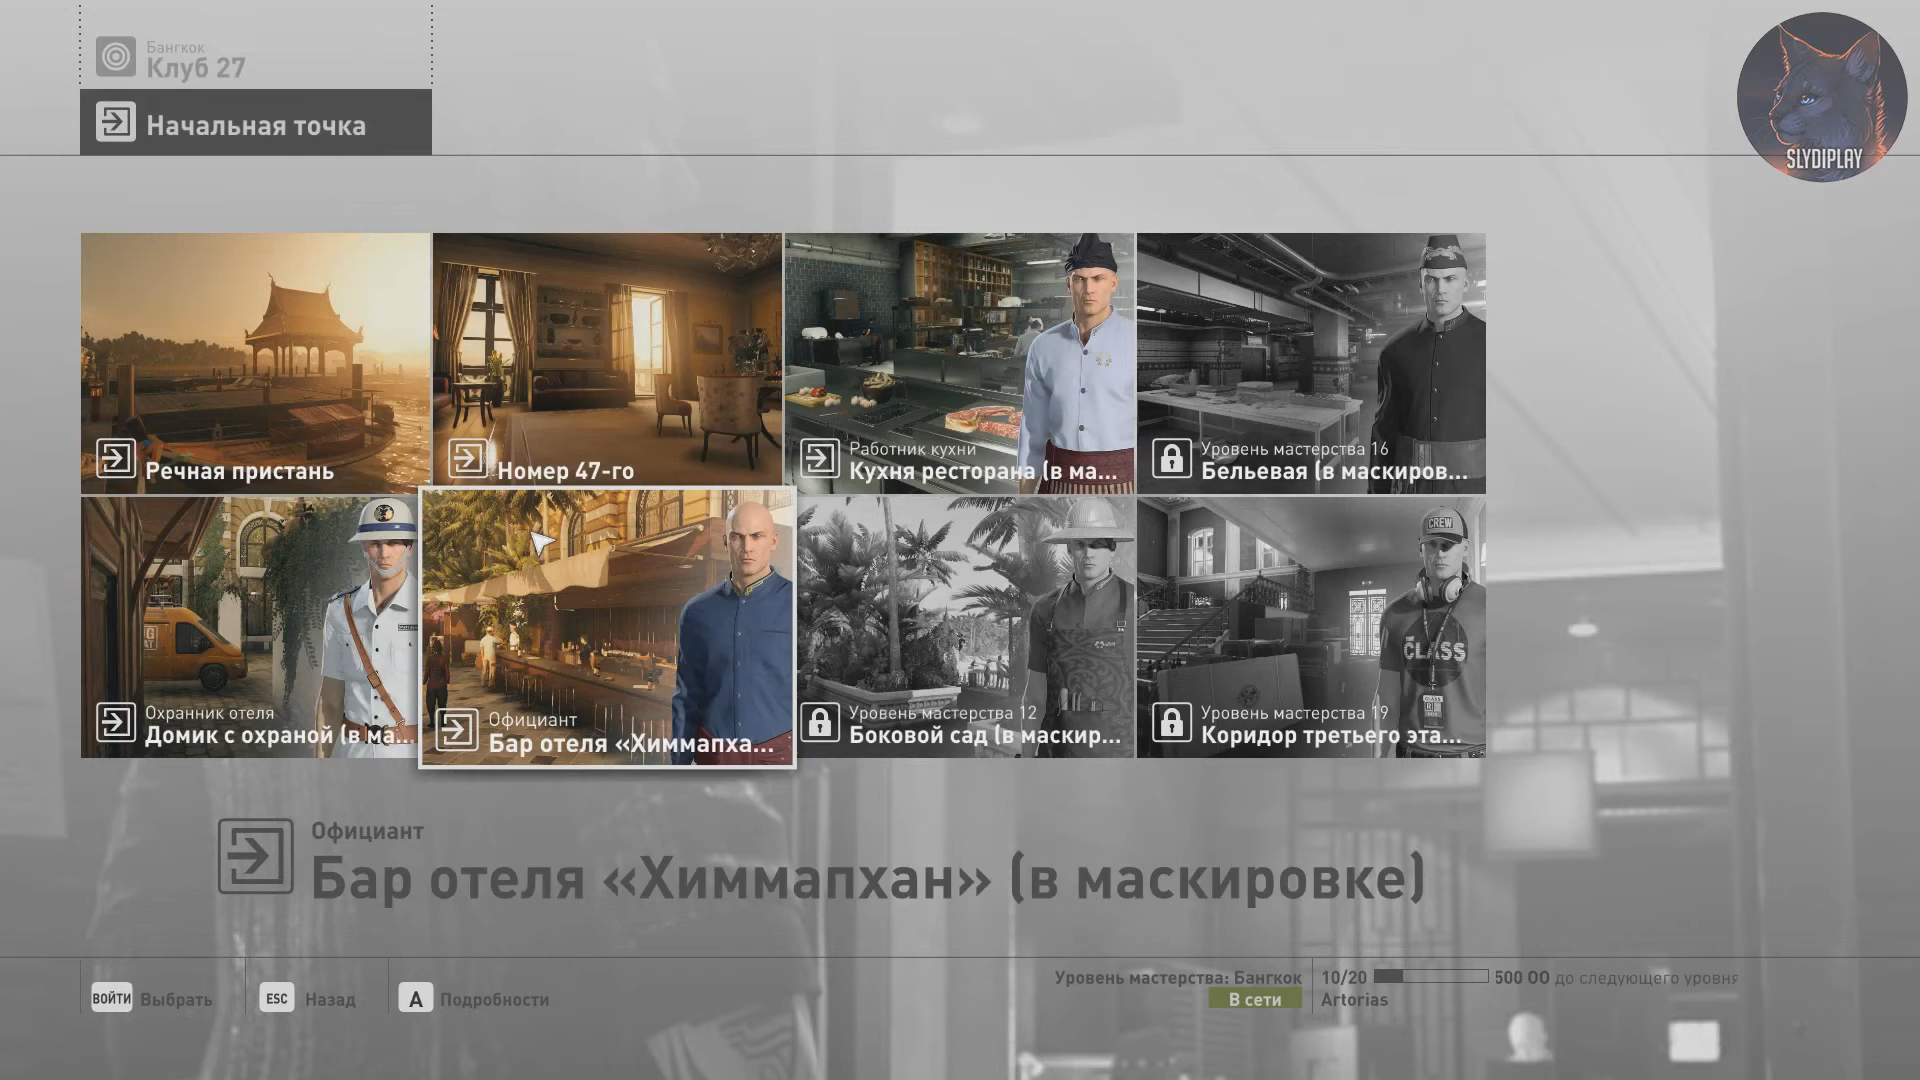 Бангкок
Клуб 27
Начальная точка
SLYDIPLAY
Речная пристань
Номер 47-го
Работник кухни
Кухня ресторана (в ма...
Уровень мастерства 16
Бельевая (в маскиров...
Охранник отеля
Домик с охраной (в ма...
Официант
Бар отеля «Химмапха...
Уровень мастерства 12
Боковой сад (в маскир...
CREW
CLASS
Уровень мастерства 19
Коридор третьего эта...
Официант
Бар отеля «Химмапхан» (в маскировке)
ВОЙТИ Выбрать
ESC Назад
A Подробности
Уровень мастерства: Бангкок
В сети
10/20 500 ОО до следующего уровня
Artorias